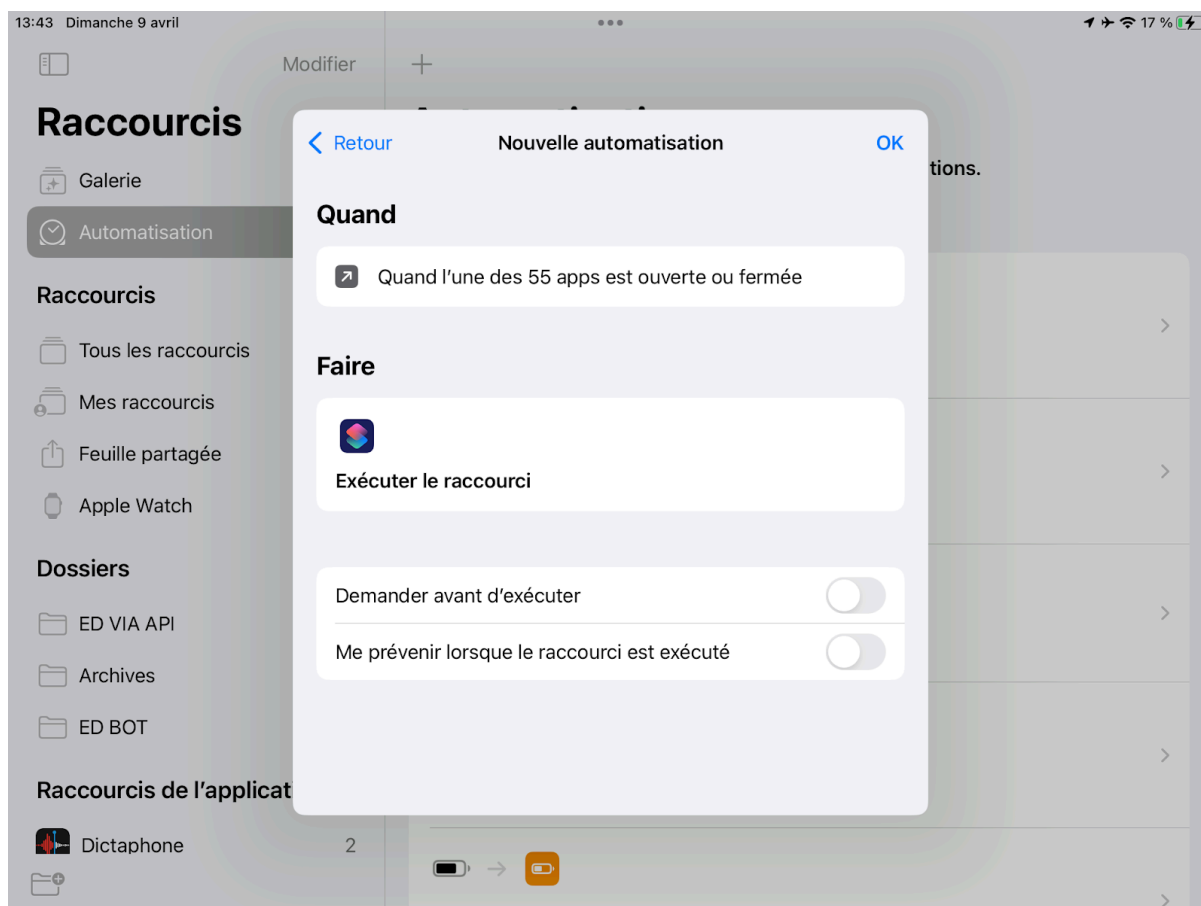 13:43 Dimanche 9 avril
17 %
Modifier
Raccourcis
Galerie
Automatisation
Raccourcis
Tous les raccourcis
Mes raccourcis
Feuille partagée
Apple Watch
Dossiers
ED VIA API
Archives
ED BOT
Raccourcis de l'applicat
Dictaphone 2
Retour
Nouvelle automatisation
OK
tions.
Quand
Quand l'une des 55 apps est ouverte ou fermée
Faire
Exécuter le raccourci
Demander avant d'exécuter
Me prévenir lorsque le raccourci est exécuté